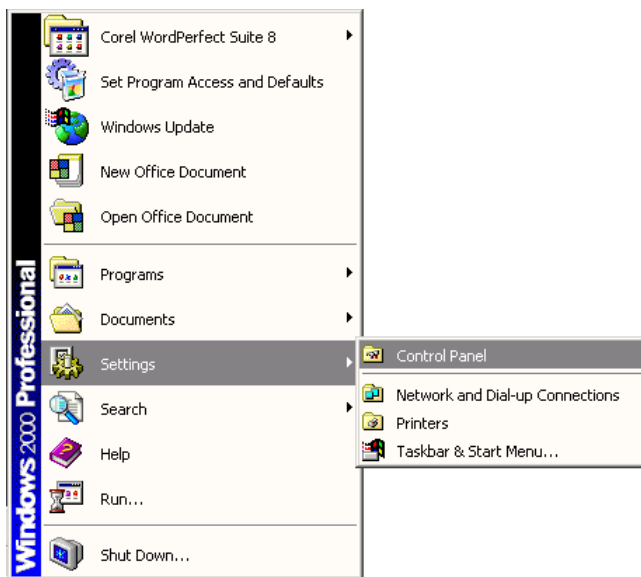 Corel WordPerfect Suite 8
Set Program Access and Defaults
Windows Update
New Office Document
Open Office Document
Programs
Documents
Settings
Search
Help
Run...
Shut Down...
Windows 2000 Professional
Control Panel
Network and Dial-up Connections
Printers
Taskbar & Start Menu...